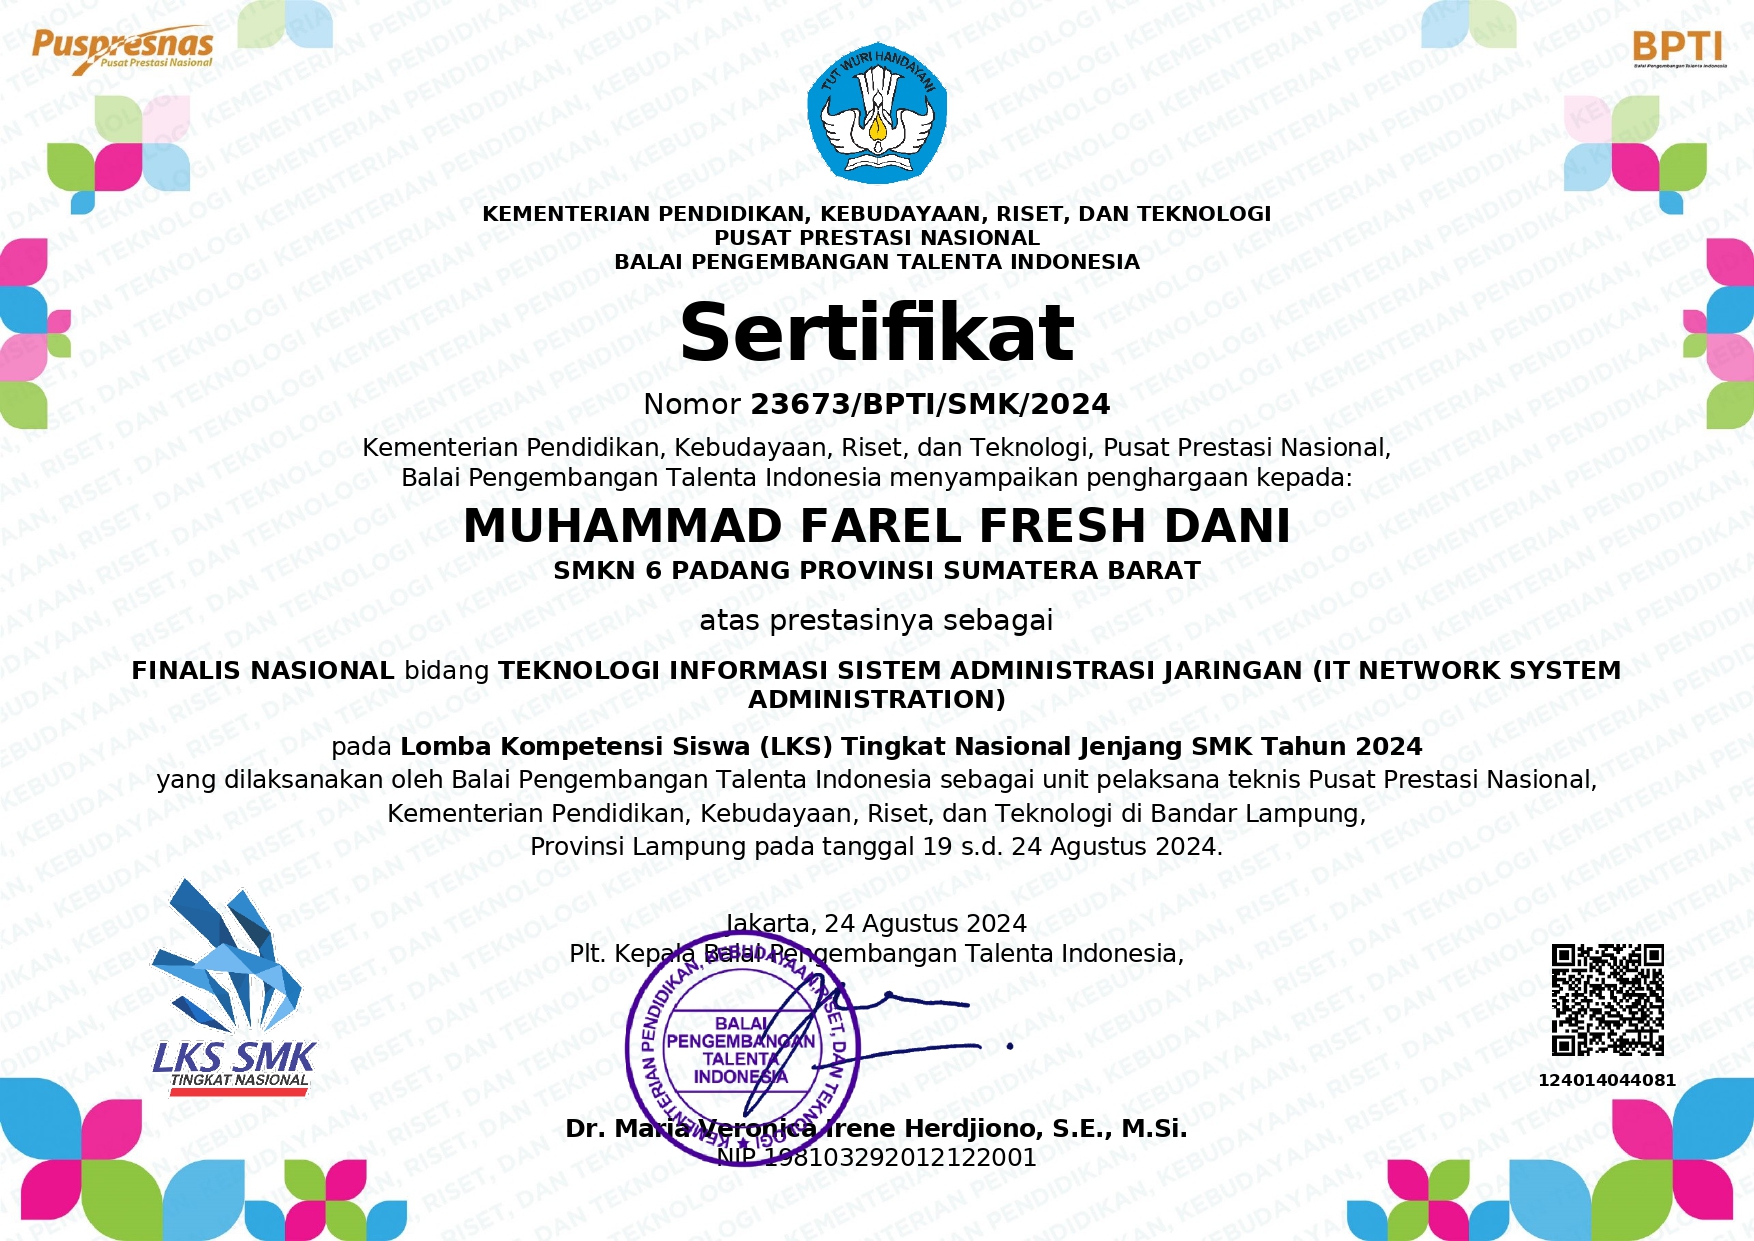 Puspresnas
Pusat Prestasi Nasional
BPTI
Balai Pengembangan Talenta Indonesia
TUT WURI HANDAYANI
KEMENTERIAN PENDIDIKAN, KEBUDAYAAN, RISET, DAN TEKNOLOGI
PUSAT PRESTASI NASIONAL
BALAI PENGEMBANGAN TALENTA INDONESIA
Sertifikat
Nomor 23673/BPTI/SMK/2024
Kementerian Pendidikan, Kebudayaan, Riset, dan Teknologi, Pusat Prestasi Nasional,
Balai Pengembangan Talenta Indonesia menyampaikan penghargaan kepada:
MUHAMMAD FAREL FRESH DANI
SMKN 6 PADANG PROVINSI SUMATERA BARAT
atas prestasinya sebagai
FINALIS NASIONAL bidang TEKNOLOGI INFORMASI SISTEM ADMINISTRASI JARINGAN (IT NETWORK SYSTEM
ADMINISTRATION)
pada Lomba Kompetensi Siswa (LKS) Tingkat Nasional Jenjang SMK Tahun 2024
yang dilaksanakan oleh Balai Pengembangan Talenta Indonesia sebagai unit pelaksana teknis Pusat Prestasi Nasional,
Kementerian Pendidikan, Kebudayaan, Riset, dan Teknologi di Bandar Lampung,
Provinsi Lampung pada tanggal 19 s.d. 24 Agustus 2024.
Jakarta, 24 Agustus 2024
Plt. Kepala Balai Pengembangan Talenta Indonesia,
KEMENTERIAN PENDIDIKAN, KEBUDAYAAN, RISET, DAN TEKNOLOGI
BALAI
PENGEMBANGAN
TALENTA
INDONESIA
Dr. Maria Veronica Irene Herdjiono, S.E., M.Si.
NIP 198103292012122001
LKS SMK
TINGKAT NASIONAL
124014044081